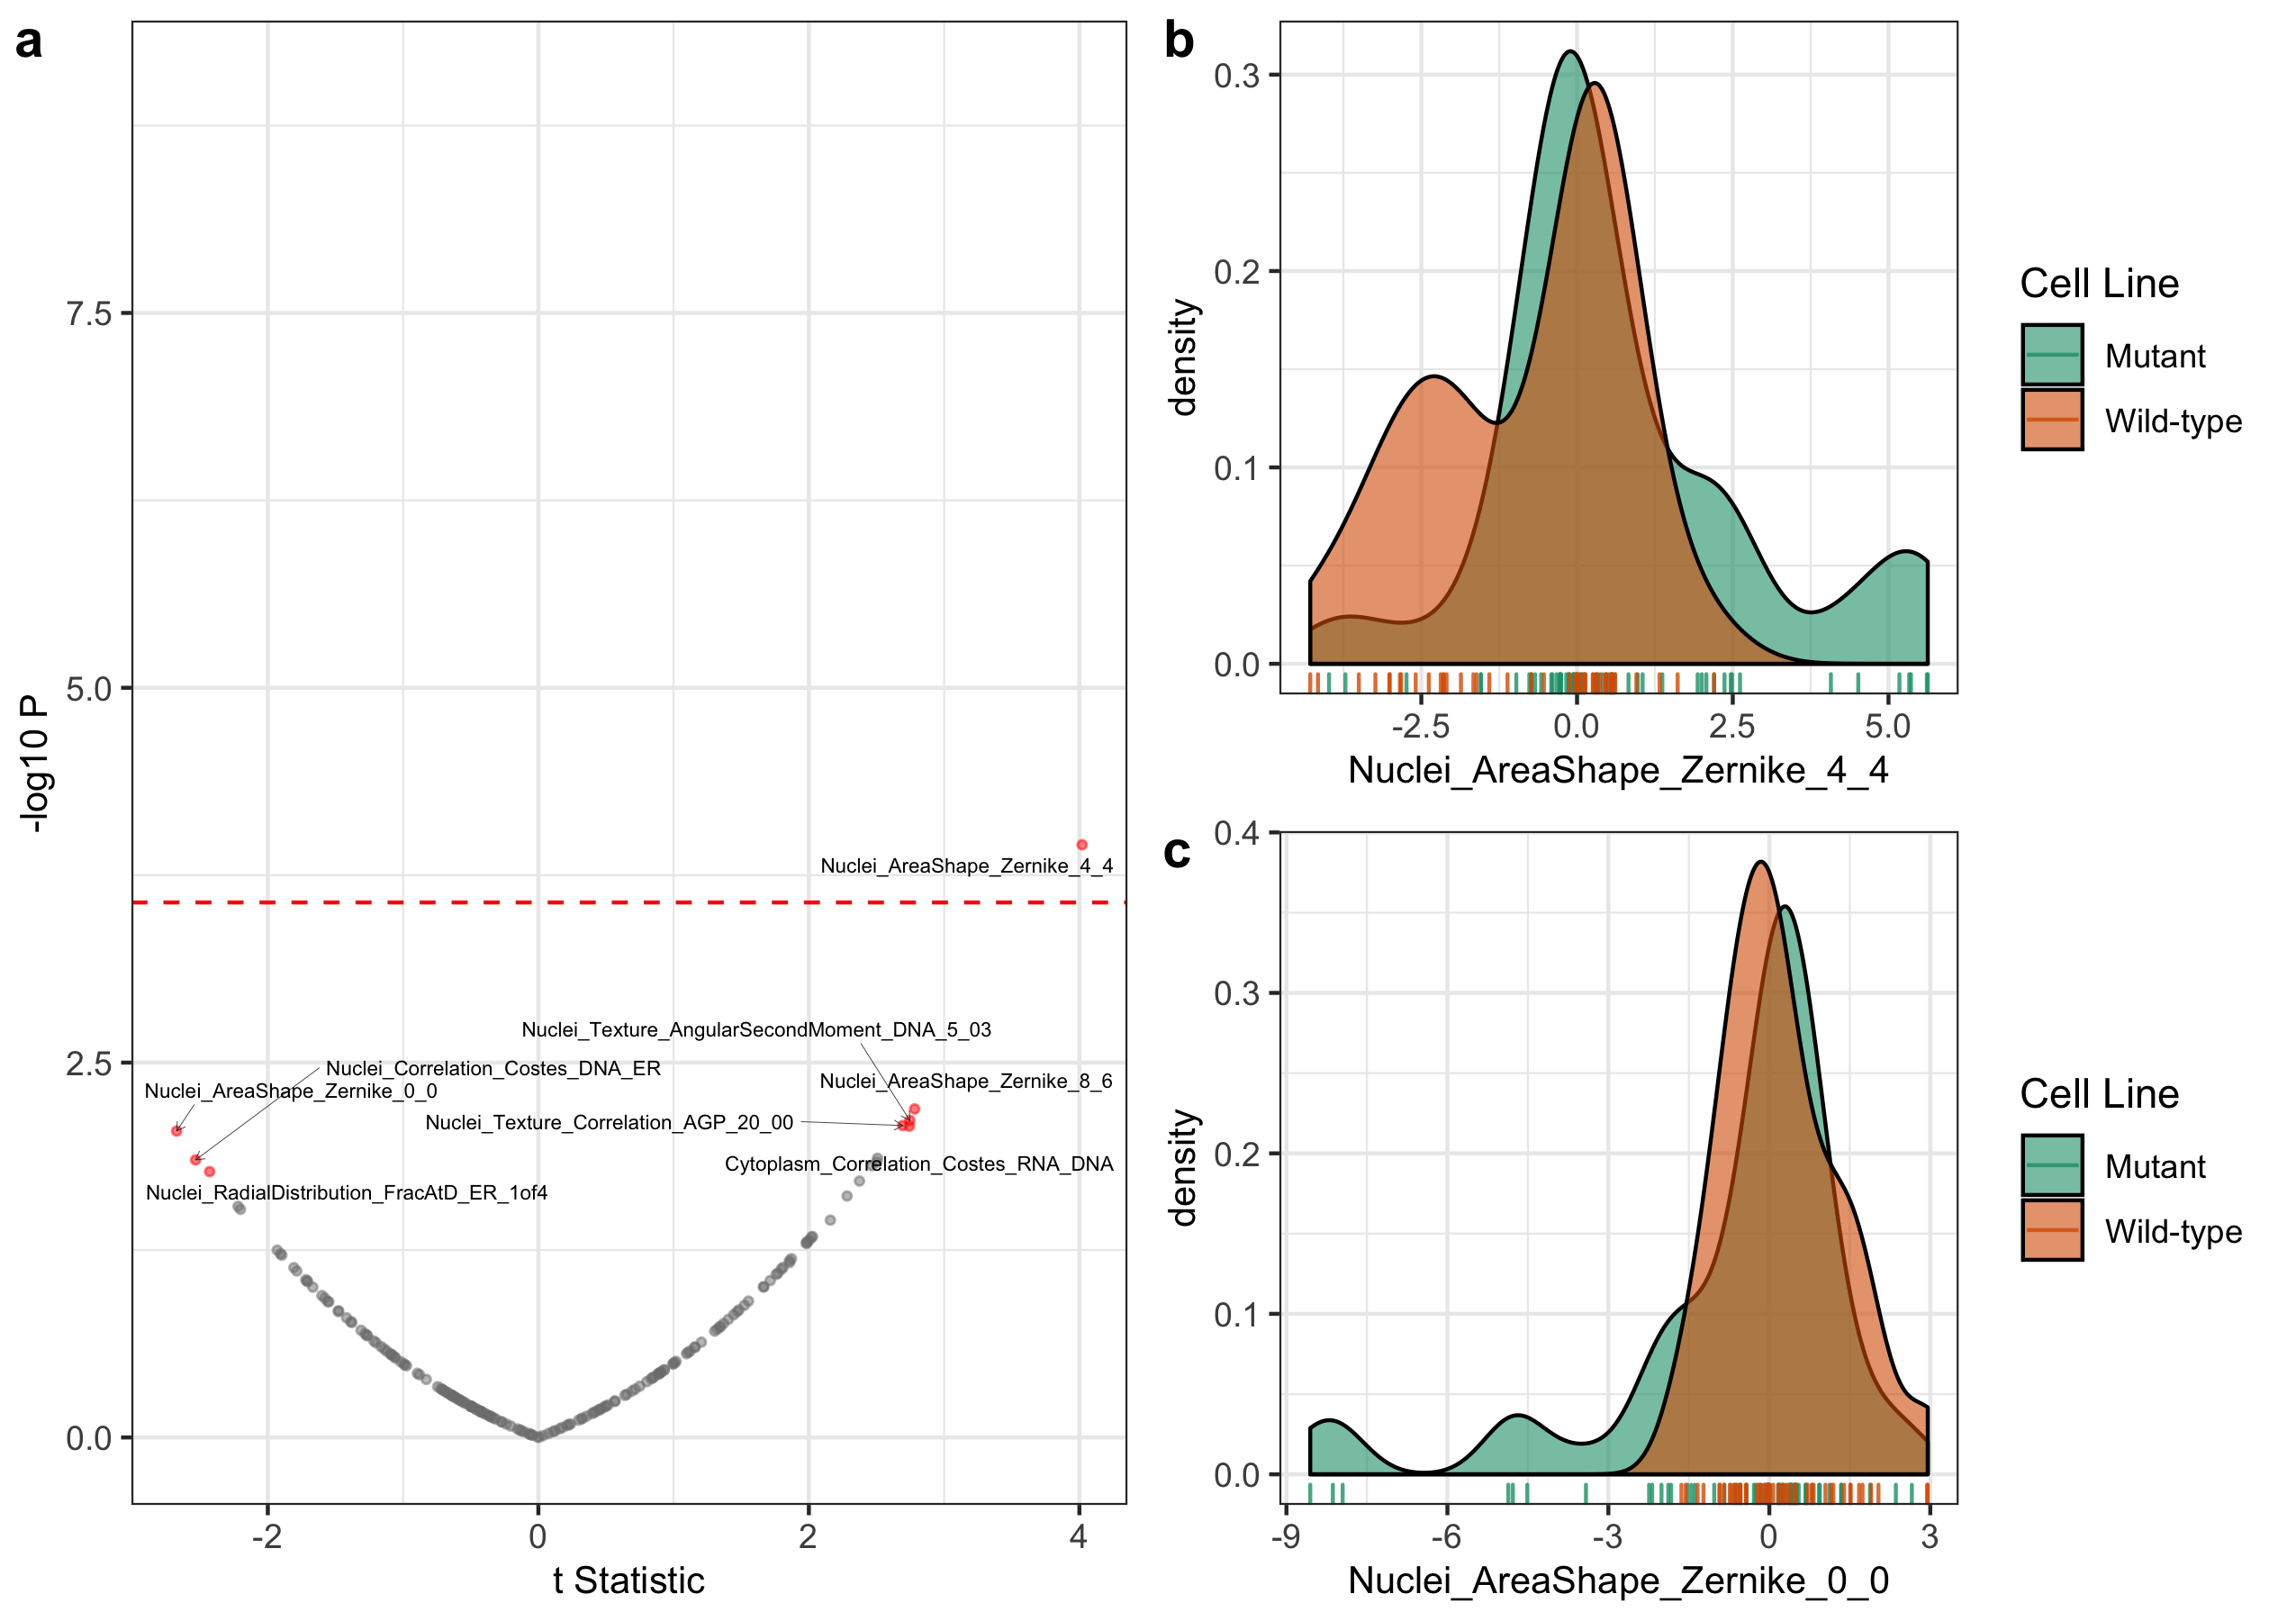 a
7.5
5.0
2.5
0.0
-log10 P
Nuclei_AreaShape_Zernike_4_4
Nuclei_Texture_AngularSecondMoment_DNA_5_03
Nuclei_Correlation_Costes_DNA_ER
Nuclei_AreaShape_Zernike_8_6
Nuclei_AreaShape_Zernike_0_0
Nuclei_Texture_Correlation_AGP_20_00
Cytoplasm_Correlation_Costes_RNA_DNA
Nuclei_RadialDistribution_FracAtD_ER_1of4
-2 0 2 4
t Statistic
b
0.3
0.2
0.1
0.0
density
-2.5 0.0 2.5 5.0
Nuclei_AreaShape_Zernike_4_4
Cell Line
Mutant
Wild-type
c
0.4
0.3
0.2
0.1
0.0
density
-9 -6 -3 0 3
Nuclei_AreaShape_Zernike_0_0
Cell Line
Mutant
Wild-type